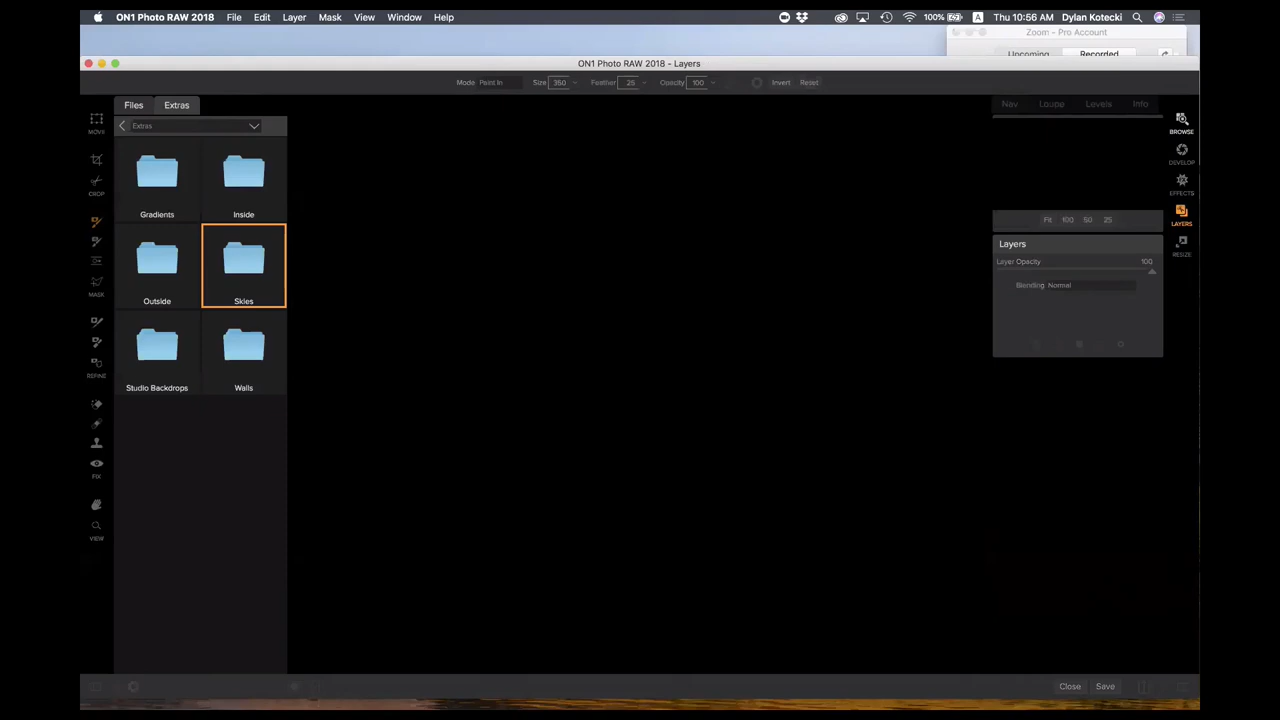 ON1 Photo RAW 2018 File Edit Layer Mask View Window Help 100% A Thu 10:56 AM Dylan Kotecki
Zoom - Pro Account
Upcoming Recorded
ON1 Photo RAW 2018 - Layers
Mode Paint In Size 350 Feather 25 Opacity 100 Invert Reset
Files Extras
Nav Loupe Levels Info
Extras
MOVE
BROWSE
DEVELOP
CROP
EFFECTS
Gradients Inside
Fit 100 50 25
LAYERS
Layers
RESIZE
Layer Opacity 100
Blending Normal
MASK
Outside Skies
REFINE
Studio Backdrops Walls
FIX
VIEW
Close Save